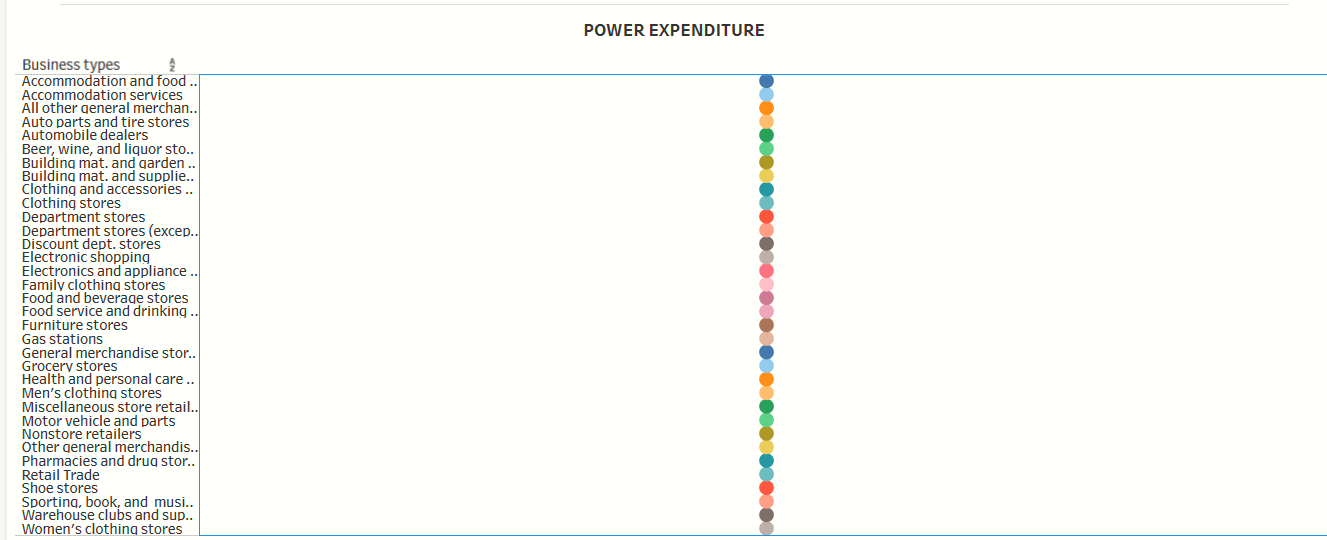 POWER EXPENDITURE
Business types
Accommodation and food ..
Accommodation services
All other general merchan..
Auto parts and tire stores
Automobile dealers
Beer, wine, and liquor sto..
Building mat. and garden ..
Building mat. and supplie..
Clothing and accessories ..
Clothing stores
Department stores
Department stores (excep..
Discount dept. stores
Electronic shopping
Electronics and appliance ..
Family clothing stores
Food and beverage stores
Food service and drinking ..
Furniture stores
Gas stations
General merchandise stor..
Grocery stores
Health and personal care ..
Men's clothing stores
Miscellaneous store retail..
Motor vehicle and parts
Nonstore retailers
Other general merchandis..
Pharmacies and drug stor..
Retail Trade
Shoe stores
Sporting, book, and  musi..
Warehouse clubs and sup..
Women's clothing stores